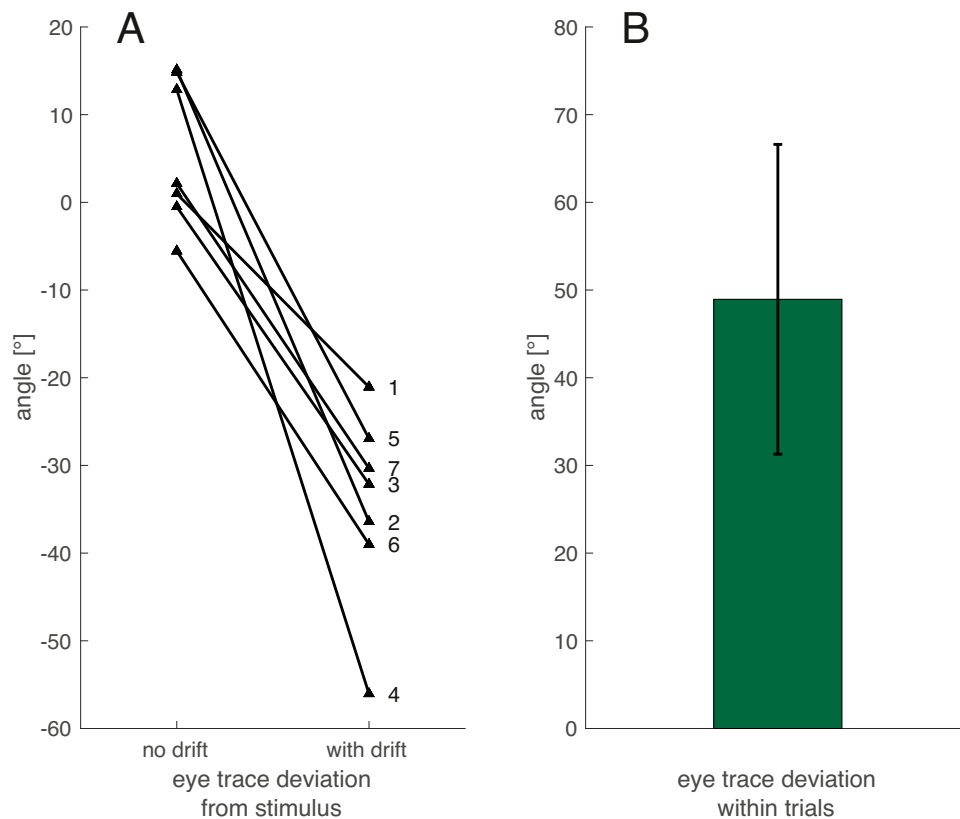 A
20
10
0
-10
-20
-30
-40
-50
-60
angle [°]
1
5
7
3
2
6
4
no drift with drift
eye trace deviation
from stimulus
B
80
70
60
50
40
30
20
10
0
angle [°]
eye trace deviation
within trials